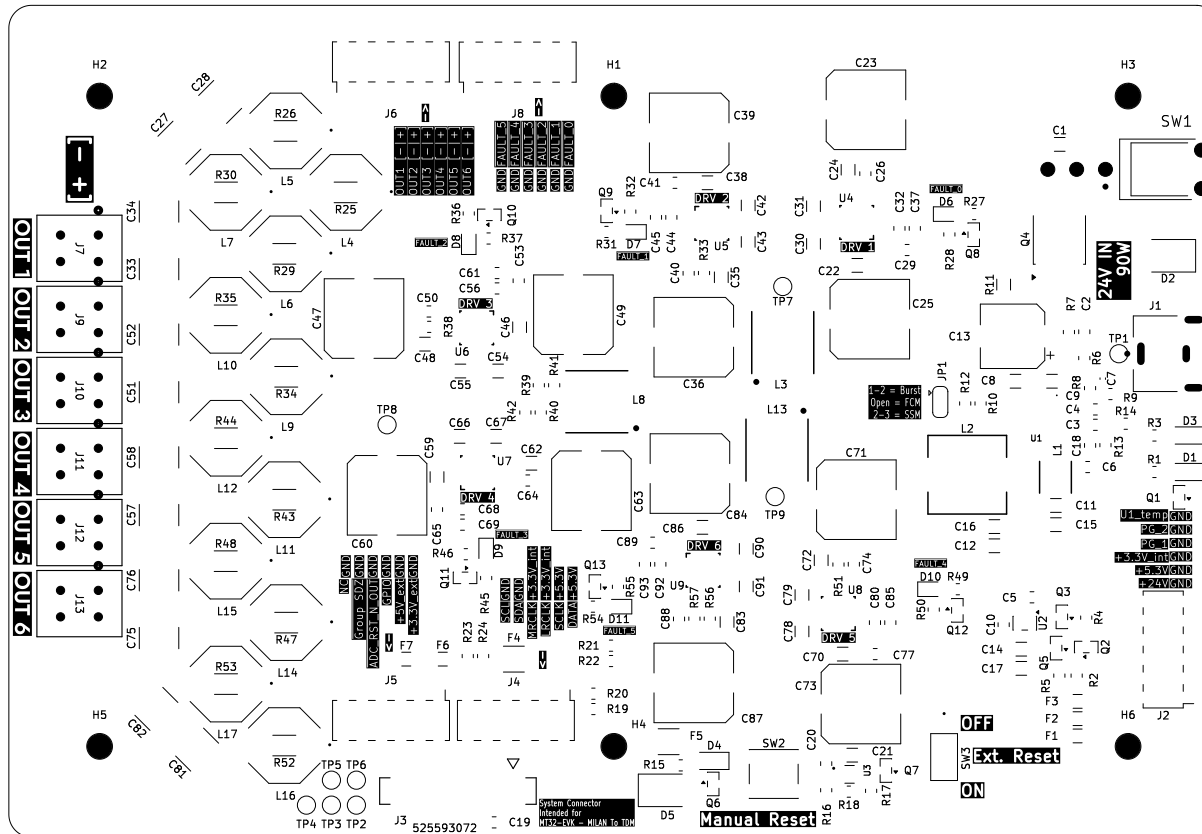 H2
C28
C27
R26
J6
<-
J8
<-
H1
C39
C23
H3
SW1
C1
- +
R30
L5
R25
OUT1 - +
OUT2 - +
OUT3 - +
OUT4 - +
OUT5 - +
OUT6 - +
GND FAULT_5
GND FAULT_4
GND FAULT_3
GND FAULT_2
GND FAULT_1
GND FAULT_0
C41
C38
C24
C26
Q9
R32
DRV 2
FAULT_0
D6
R27
C34
L7
L4
R36
Q10
R37
D8
FAULT_2
R31
D7
FAULT_1
C45
C44
R33
U5
C42
C43
C31
C30
U4
DRV 1
C32
C37
C29
R28
Q8
Q4
24V IN
90W
D2
OUT 1
J7
C33
R29
C61
C56
C53
C40
C35
C22
TP7
R11
OUT 2
J9
C52
R35
L6
C47
C50
R38
C48
DRV 3
U6
C46
C49
C54
C55
C25
C13
R7
C2
J1
TP1
R6
L10
R34
R41
R39
C36
L3
JP1
1-2 = Burst
Open = FCM
2-3 = SSM
R12
R10
C8
R8
C9
C7
R9
OUT 3
J10
C51
R44
L9
TP8
R42
R40
L8
L13
C4
C3
R14
OUT 4
J11
C58
L12
C59
C66
C67
U7
C62
C64
C71
L2
U1
L1
C18
R13
C6
R3
D3
R1
D1
Q1
OUT 5
J12
C57
R43
C60
DRV 4
C63
C84
TP9
C65
C68
C69
C86
C16
C12
C11
C15
U1_temp GND
PG_2 GND
PG_1 GND
+3.3V_int GND
+5.3V GND
+24V GND
R48
L11
FAULT_3
D9
R46
Q11
R45
C89
DRV 6
C90
C72
C74
FAULT_4
D10
R49
OUT 6
J13
C76
L15
NC GND
Group SDZ GND
ADC_RST_N_OUT GND
GPIO GND
+5V_ext GND
+3.3V_ext GND
->
SCL GND
SDA GND
MRCLK +3.3V_int
LRCLK +3.3V_int
SCLK +5.3V
DATA +5.3V
->
Q13
R55
R54
D11
FAULT_5
C93
C92
U9
R57
R56
C91
C88
C83
C79
C78
R51
U8
DRV 5
C80
C85
R50
Q12
C5
C10
U2
Q3
R4
C75
R47
R23
R24
F7
F6
F4
R21
R22
C70
C77
C14
C17
Q5
Q2
R53
L14
J5
J4
R20
R19
C73
R5
R2
F3
F2
F1
J2
H5
C82
L17
C81
R52
L16
H4
C87
F5
H6
OFF
SW3
Ext. Reset
ON
TP5
TP6
TP4
TP3
TP2
J3
525593072
C19
System Connector
Intended for
MT32-EVK - MILAN To TDM
R15
D4
D5
Q6
SW2
Manual Reset
C20
C21
U3
R16
R18
R17
Q7